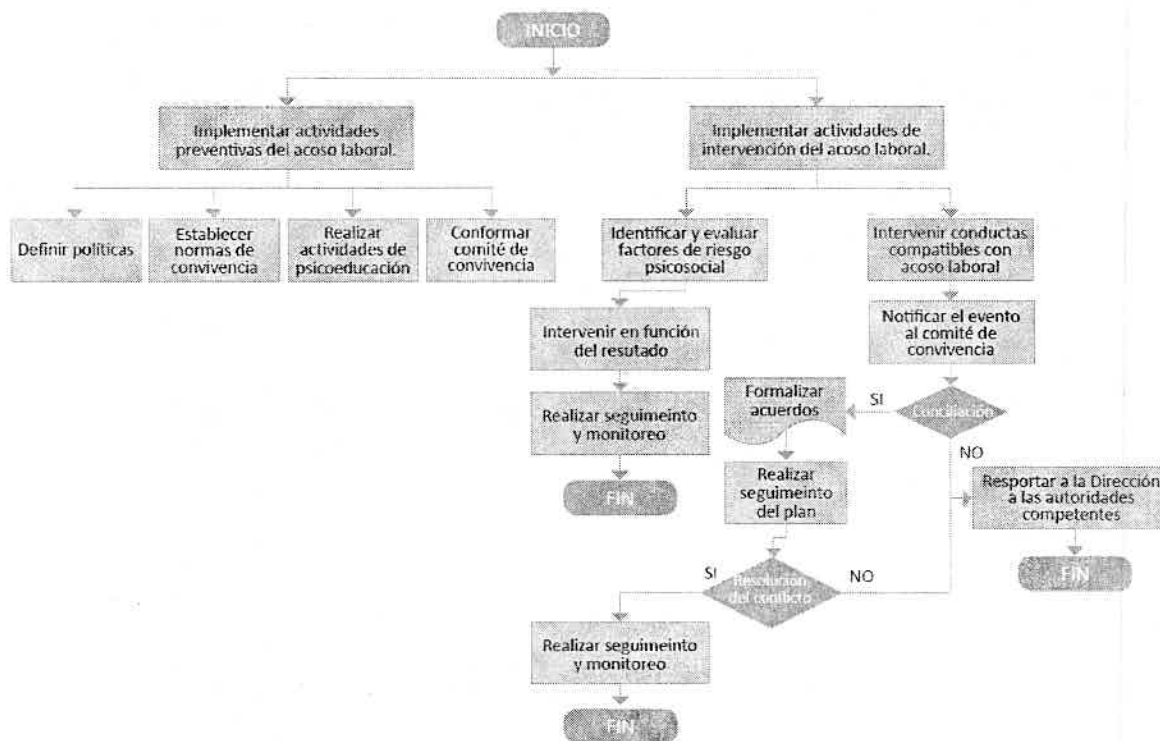 INICIO
Implementar actividades
preventivas del acoso laboral.
Implementar actividades de
intervención del acoso laboral.
Definir políticas
Establecer
normas de
convivencia
Realizar
actividades de
psicoeducación
Conformar
comité de
convivencia
Identificar y evaluar
factores de riesgo
psicosocial
Intervenir conductas
compatibles con
acoso laboral
Intervenir en función
del resutado
Notificar el evento
al comité de
convivencia
Realizar seguimeinto
y monitoreo
FIN
Formalizar
acuerdos
SI
Conciliación
NO
Realizar
seguimeinto
del plan
Resportar a la Dirección
a las autoridades
competentes
FIN
SI
Resolución
del conflicto
NO
Realizar seguimeinto
y monitoreo
FIN